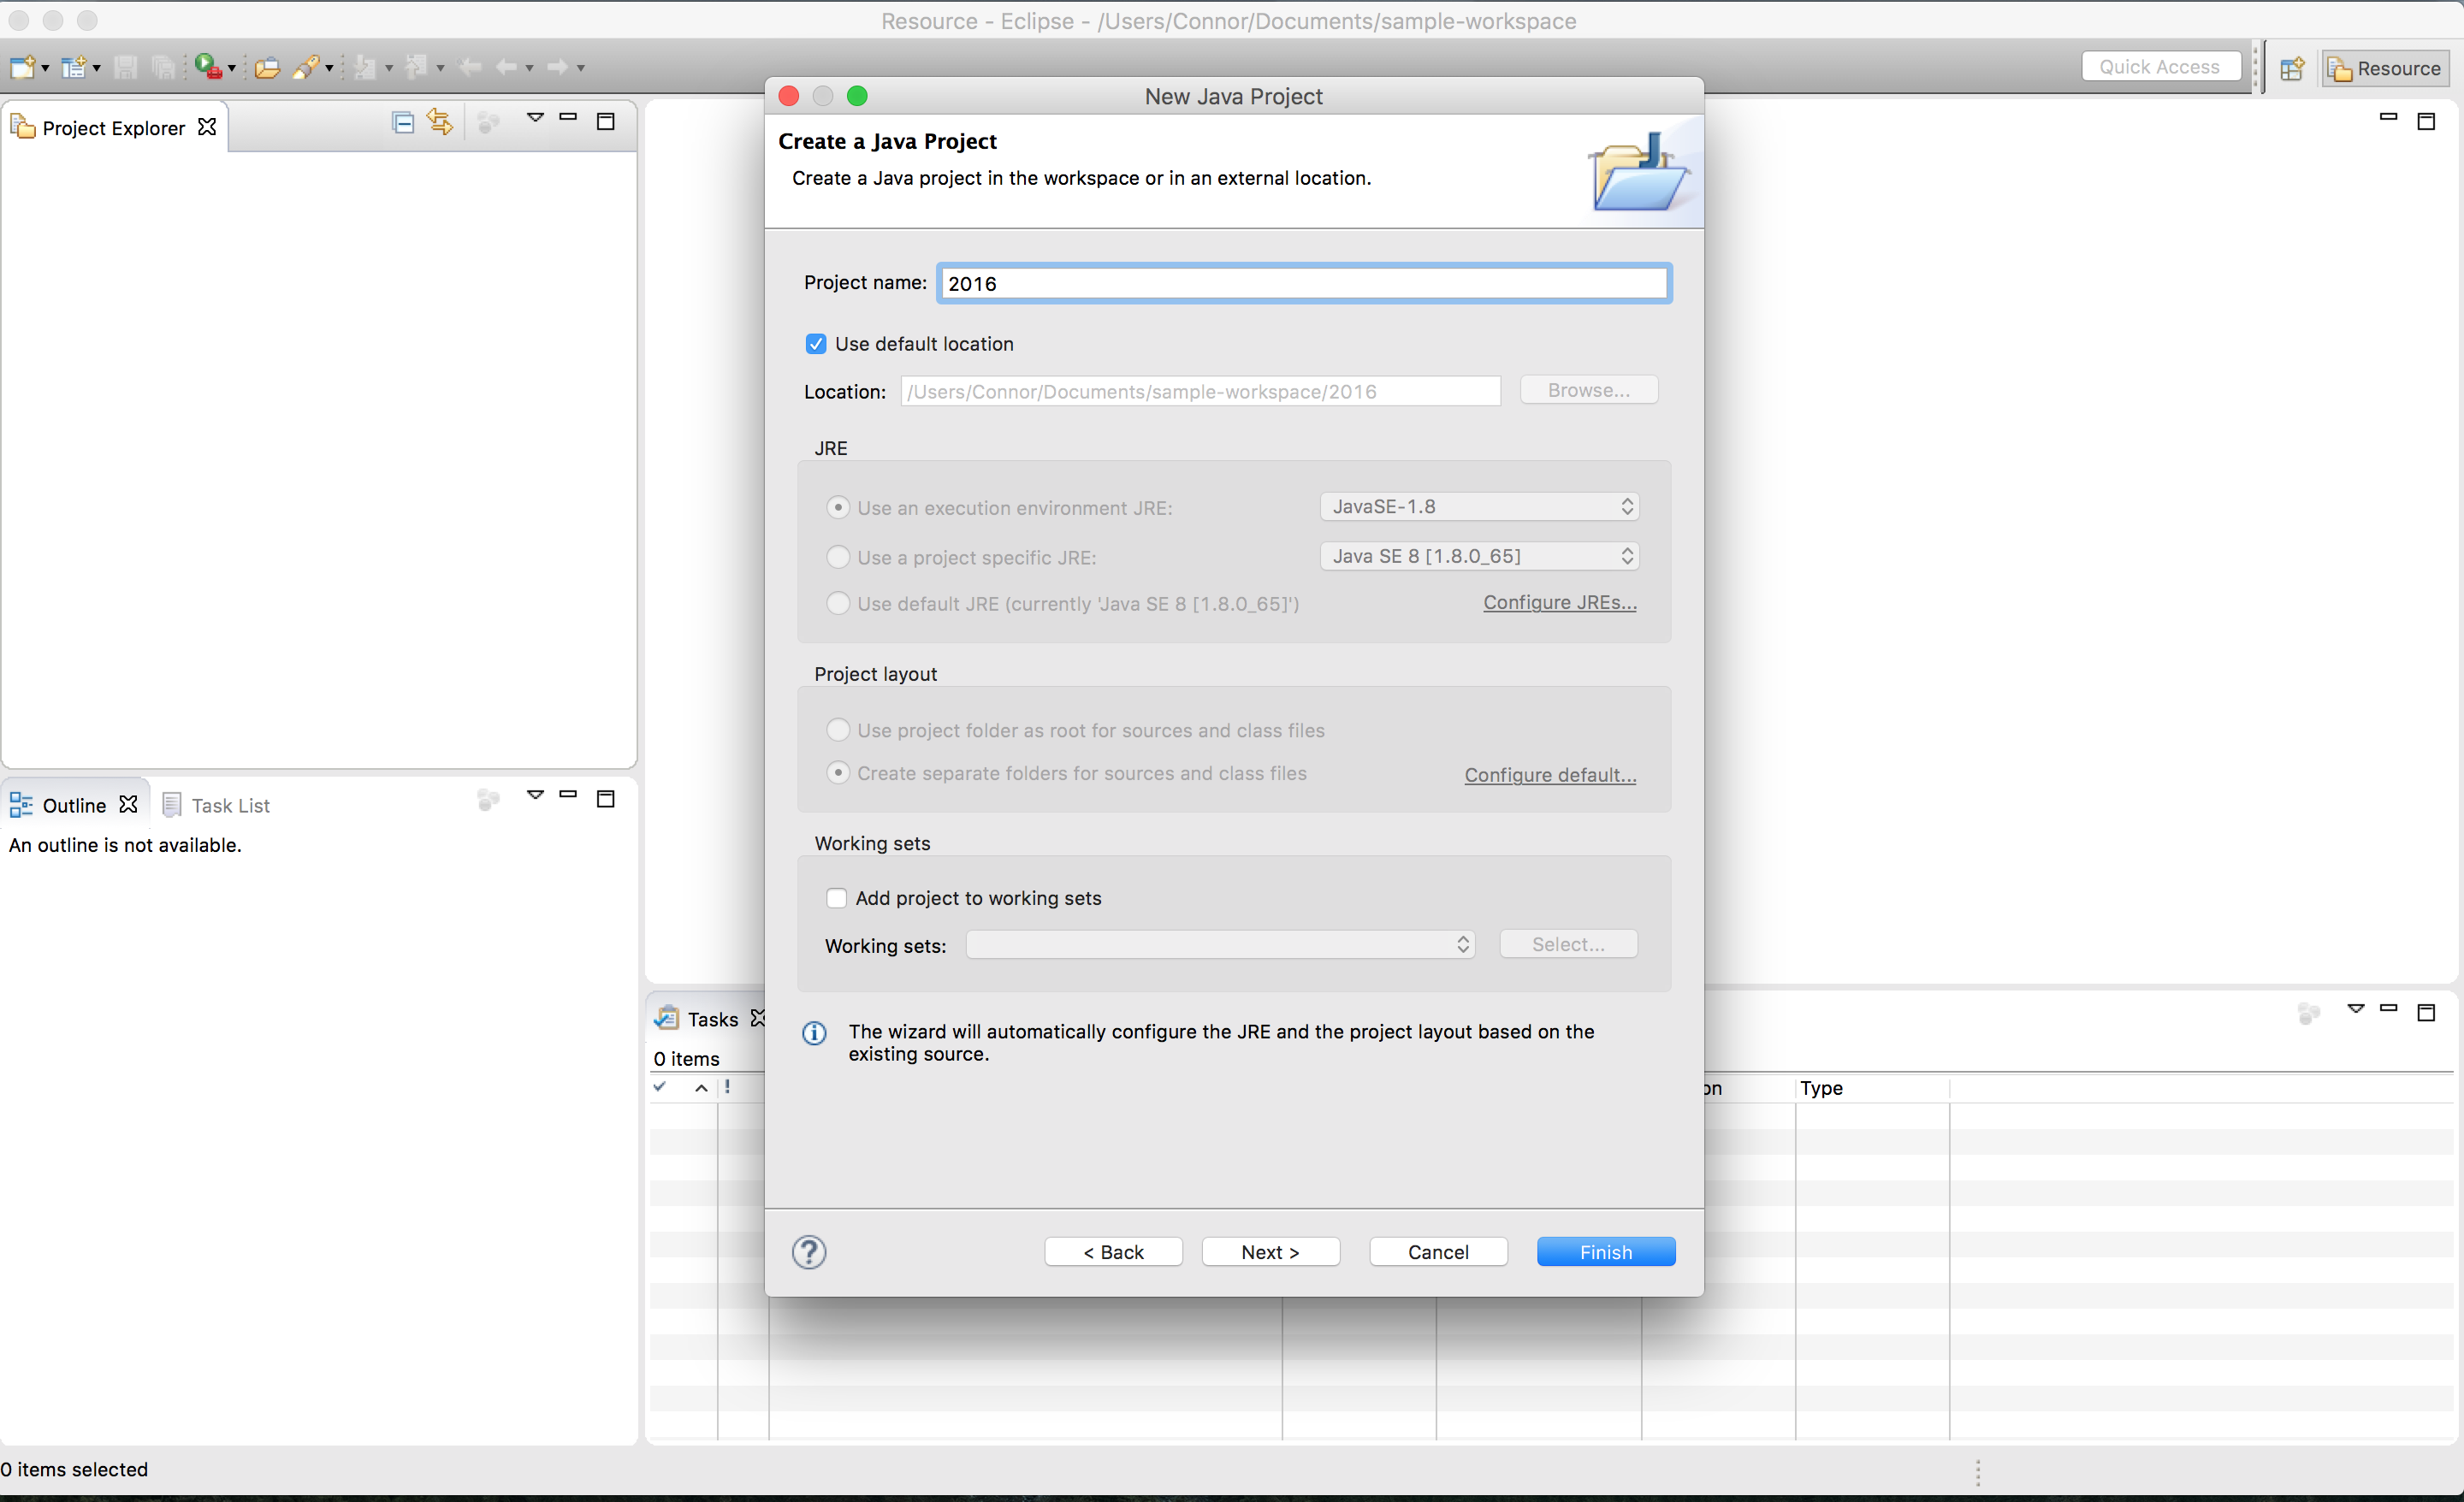 Resource - Eclipse - /Users/Connor/Documents/sample-workspace
Quick Access
Resource
Project Explorer
New Java Project
Create a Java Project
Create a Java project in the workspace or in an external location.
Project name: 2016
Use default location
Location: /Users/Connor/Documents/sample-workspace/2016 Browse...
JRE
Use an execution environment JRE: JavaSE-1.8
Use a project specific JRE: Java SE 8 [1.8.0_65]
Use default JRE (currently 'Java SE 8 [1.8.0_65]') Configure JREs...
Project layout
Use project folder as root for sources and class files
Create separate folders for sources and class files Configure default...
Working sets
Add project to working sets
Working sets: Select...
The wizard will automatically configure the JRE and the project layout based on the
existing source.
? < Back Next > Cancel Finish
Outline Task List
An outline is not available.
Tasks
0 items
! on Type
0 items selected